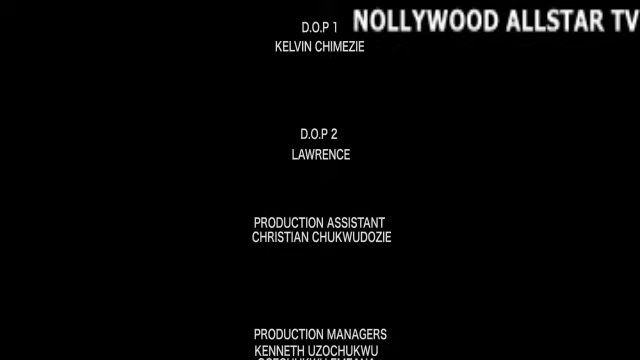 D.O.P 1
NOLLYWOOD ALLSTAR TV
KELVIN CHIMEZIE
D.O.P 2
LAWRENCE
PRODUCTION ASSISTANT
CHRISTIAN CHUKWUDOZIE
PRODUCTION MANAGERS
KENNETH UZOCHUKWU